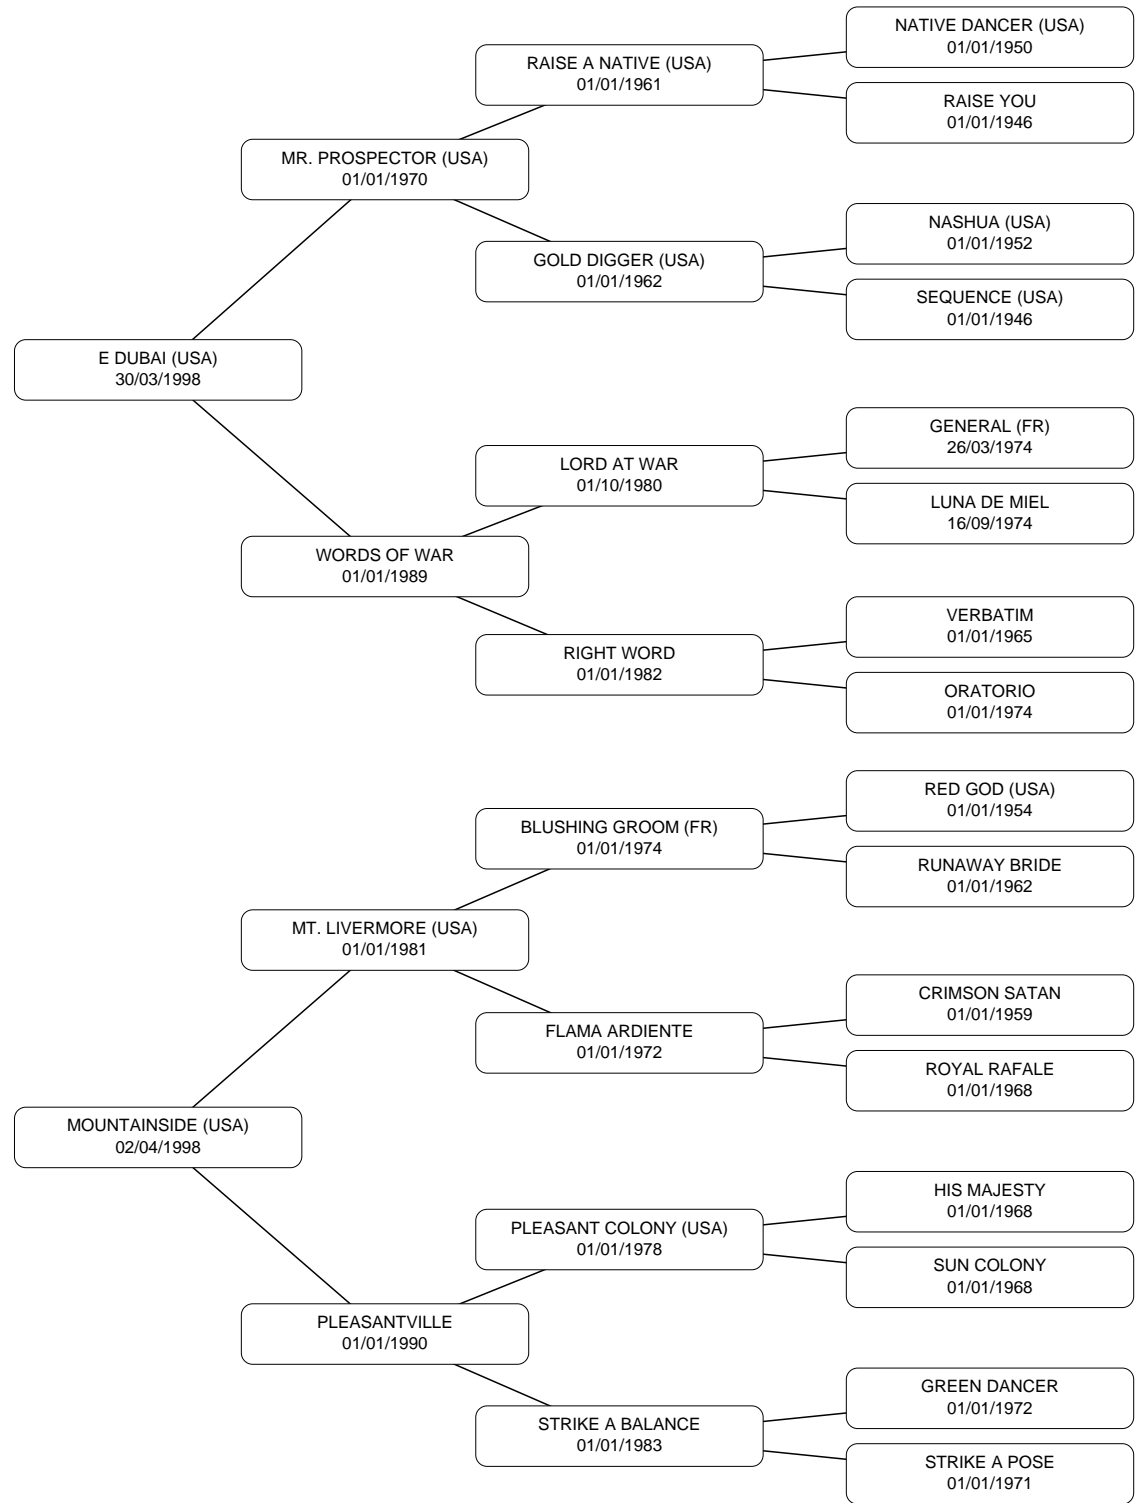 NATIVE DANCER (USA)
01/01/1950
RAISE A NATIVE (USA)
01/01/1961
RAISE YOU
01/01/1946
MR. PROSPECTOR (USA)
01/01/1970
NASHUA (USA)
01/01/1952
GOLD DIGGER (USA)
01/01/1962
SEQUENCE (USA)
01/01/1946
E DUBAI (USA)
30/03/1998
GENERAL (FR)
26/03/1974
LORD AT WAR
01/10/1980
LUNA DE MIEL
16/09/1974
WORDS OF WAR
01/01/1989
VERBATIM
01/01/1965
RIGHT WORD
01/01/1982
ORATORIO
01/01/1974
RED GOD (USA)
01/01/1954
BLUSHING GROOM (FR)
01/01/1974
RUNAWAY BRIDE
01/01/1962
MT. LIVERMORE (USA)
01/01/1981
CRIMSON SATAN
01/01/1959
FLAMA ARDIENTE
01/01/1972
ROYAL RAFALE
01/01/1968
MOUNTAINSIDE (USA)
02/04/1998
HIS MAJESTY
01/01/1968
PLEASANT COLONY (USA)
01/01/1978
SUN COLONY
01/01/1968
PLEASANTVILLE
01/01/1990
GREEN DANCER
01/01/1972
STRIKE A BALANCE
01/01/1983
STRIKE A POSE
01/01/1971